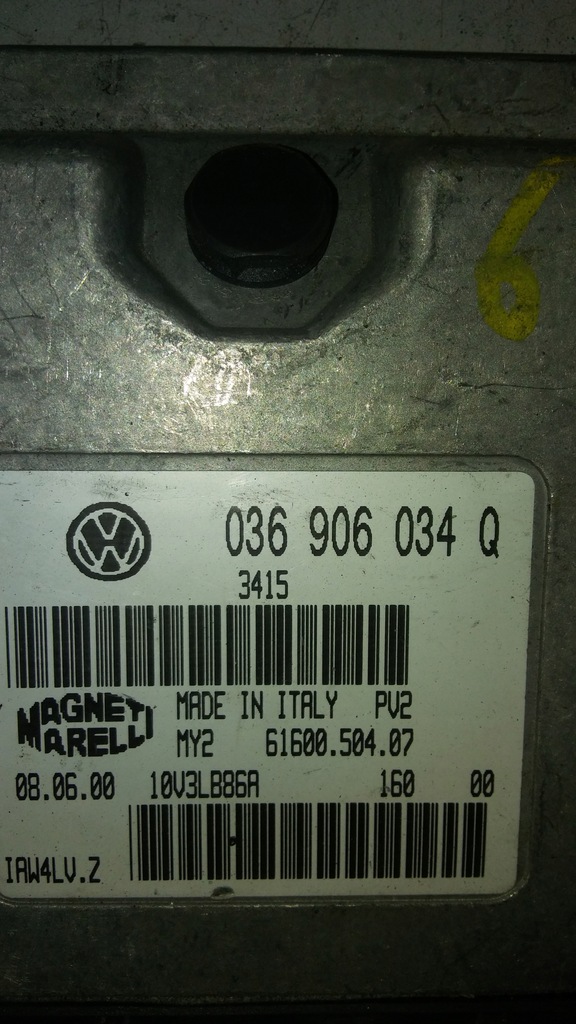 6
VW
036 906 034 Q
3415
MAGNETI MARELLI
MADE IN ITALY PV2
MY2 61600.504.07
08.06.00 10V3LB86A 160 00
IAW4LV.Z